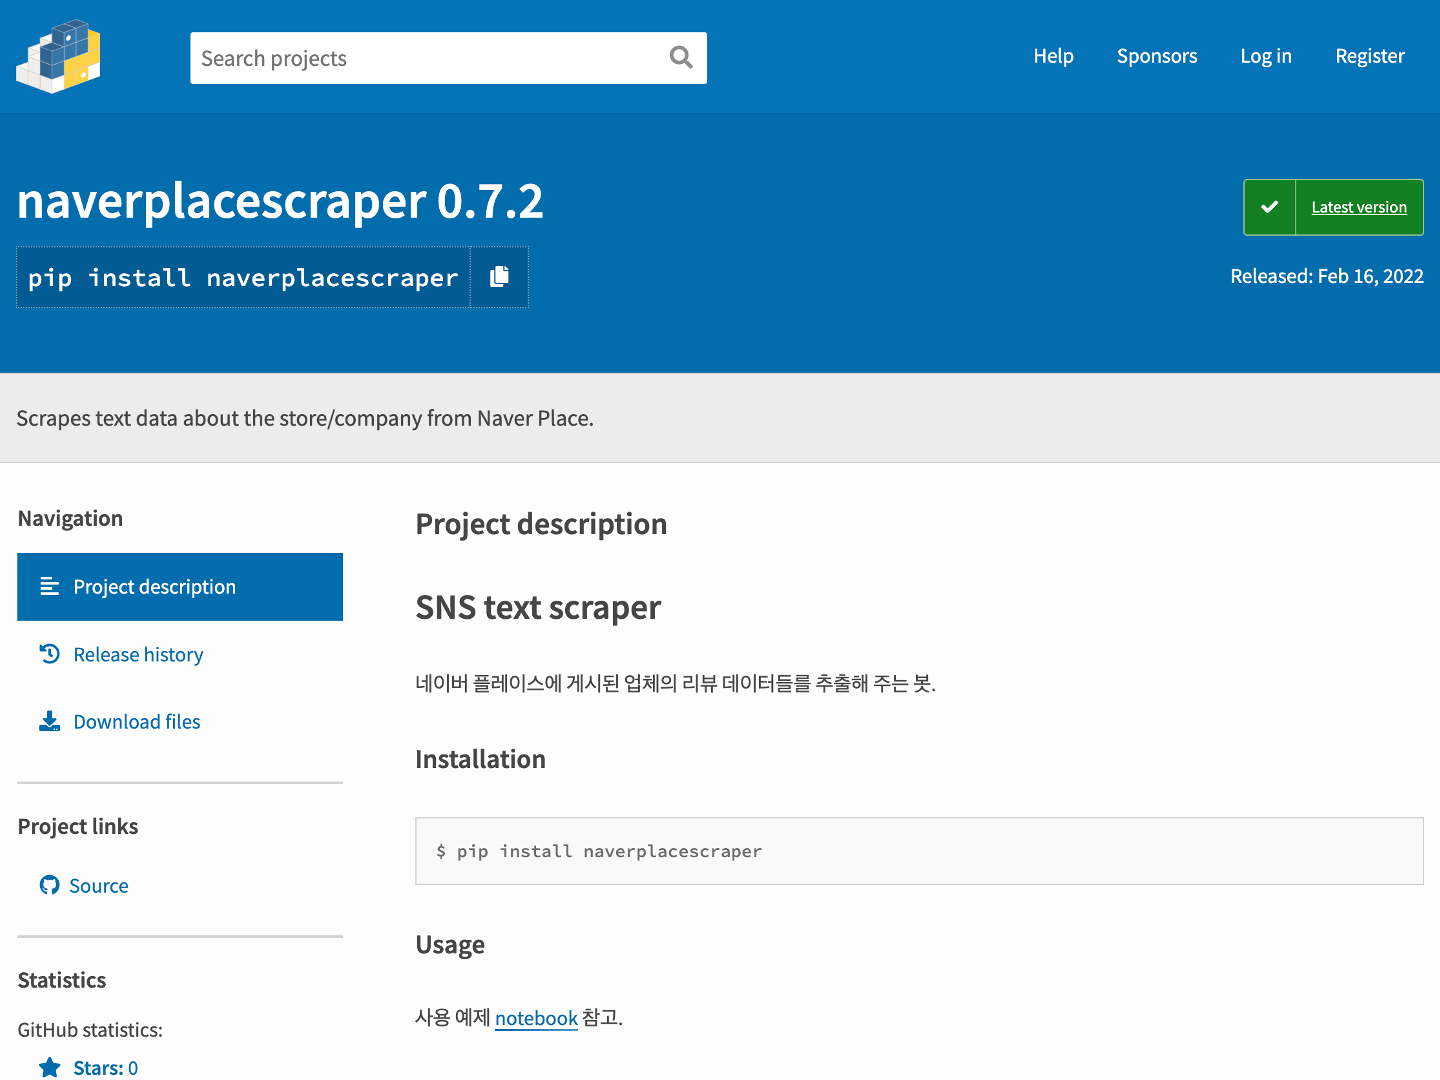 Search projects
Help
Sponsors
Log in
Register
naverplacescraper 0.7.2
pip install naverplacescraper
Latest version
Released: Feb 16, 2022
Scrapes text data about the store/company from Naver Place.
Navigation
Project description
Release history
Download files
Project links
Source
Statistics
GitHub statistics:
Stars: 0
Project description
SNS text scraper
네이버 플레이스에 게시된 업체의 리뷰 데이터들를 추출해 주는 봇.
Installation
$ pip install naverplacescraper
Usage
사용 예제 notebook 참고.